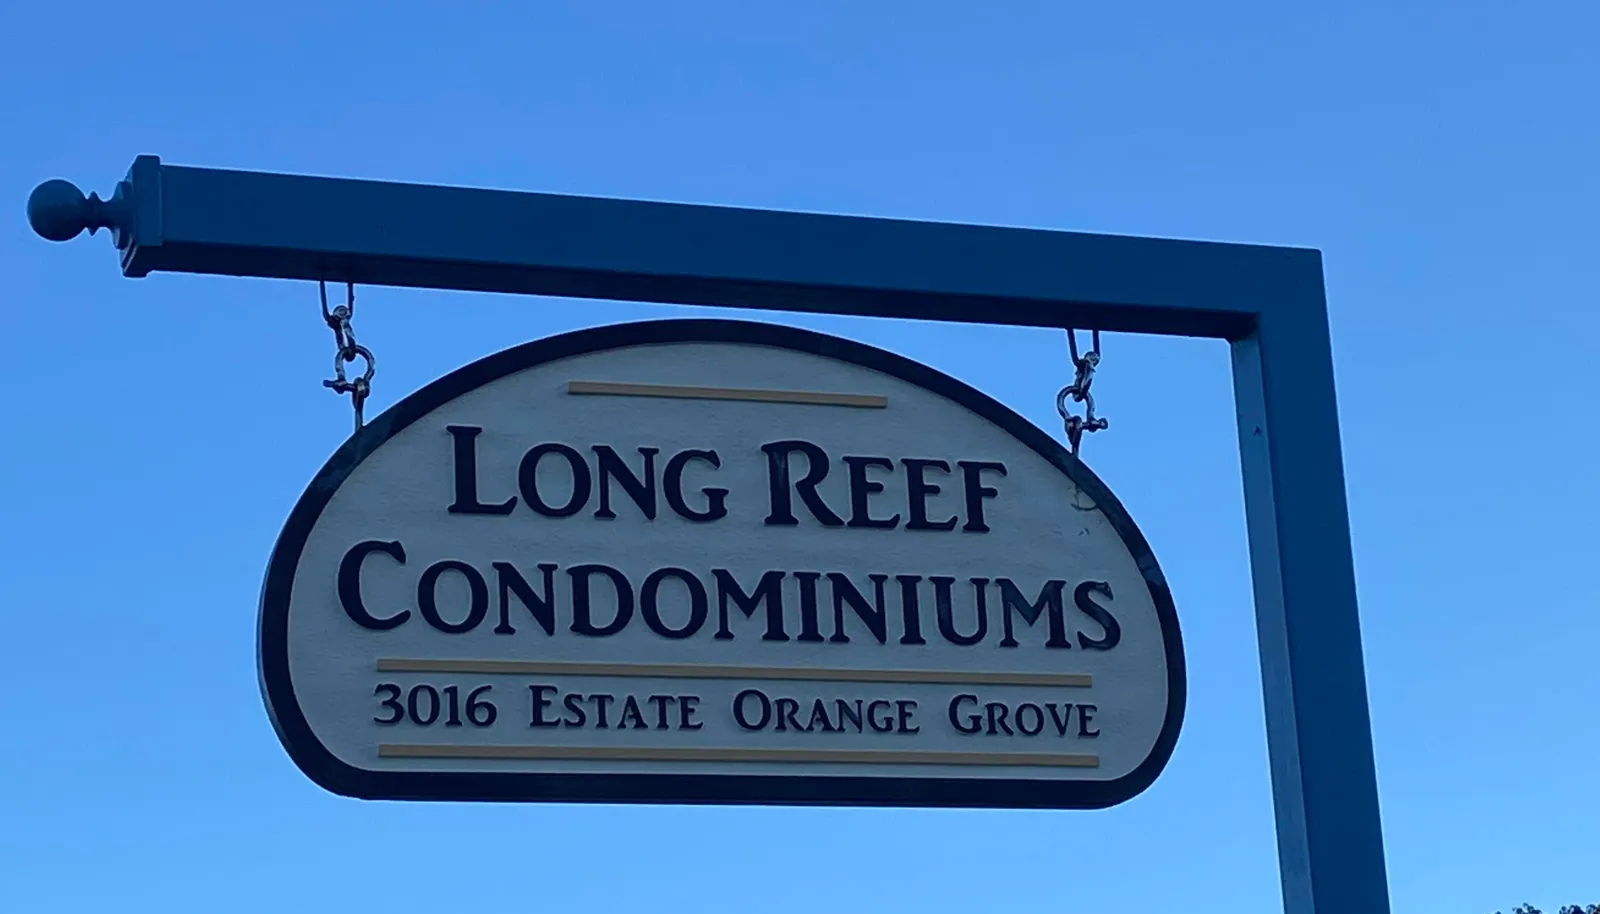 LONG REEF
CONDOMINIUMS
3016 ESTATE ORANGE GROVE